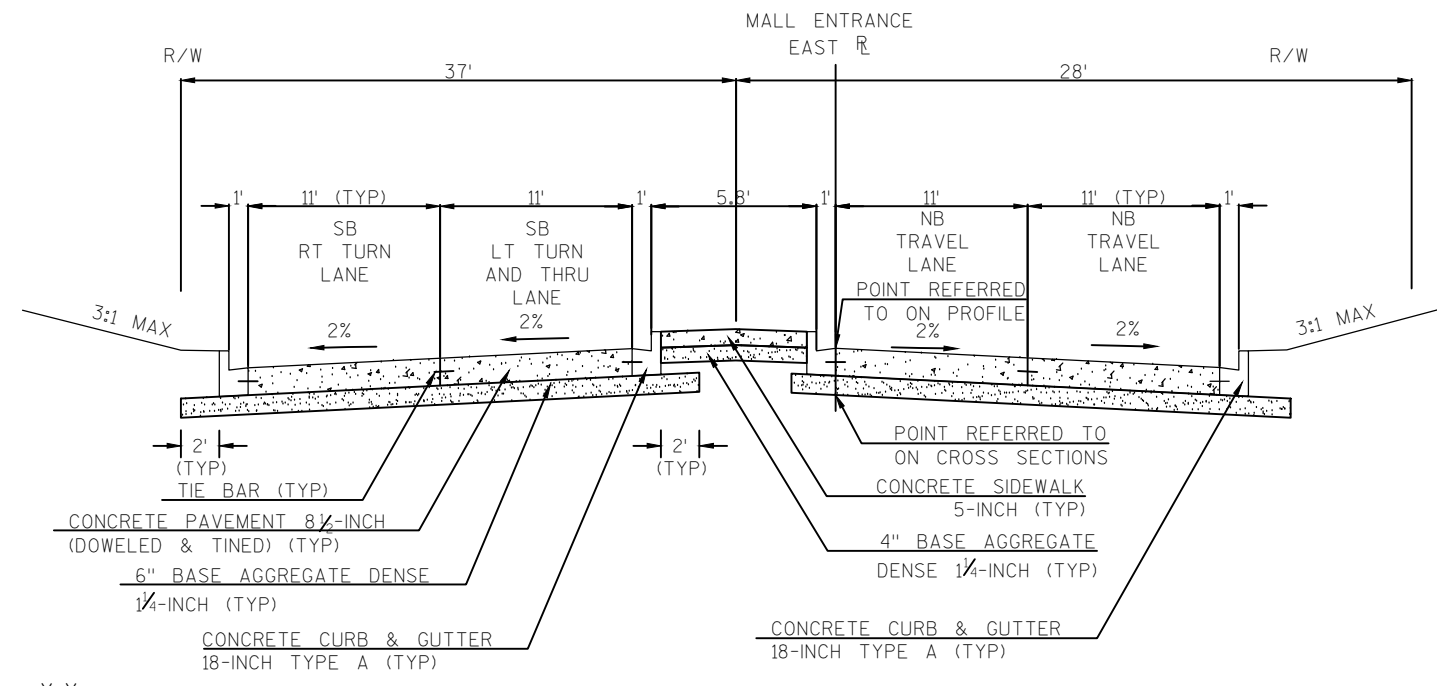 MALL ENTRANCE
EAST RL
R/W
R/W
37'
28'
1'
11' (TYP)
11'
1'
5.8'
1'
11'
11' (TYP)
1'
SB
RT TURN
LANE
SB
LT TURN
AND THRU
LANE
NB
TRAVEL
LANE
NB
TRAVEL
LANE
POINT REFERRED
TO ON PROFILE
3:1 MAX
3:1 MAX
2%
2%
2%
2%
2'
(TYP)
2'
(TYP)
POINT REFERRED TO
ON CROSS SECTIONS
TIE BAR (TYP)
CONCRETE SIDEWALK
5-INCH (TYP)
CONCRETE PAVEMENT 8½-INCH
(DOWELED & TINED) (TYP)
4" BASE AGGREGATE
DENSE 1¼-INCH (TYP)
6" BASE AGGREGATE DENSE
1¼-INCH (TYP)
CONCRETE CURB & GUTTER
18-INCH TYPE A (TYP)
CONCRETE CURB & GUTTER
18-INCH TYPE A (TYP)